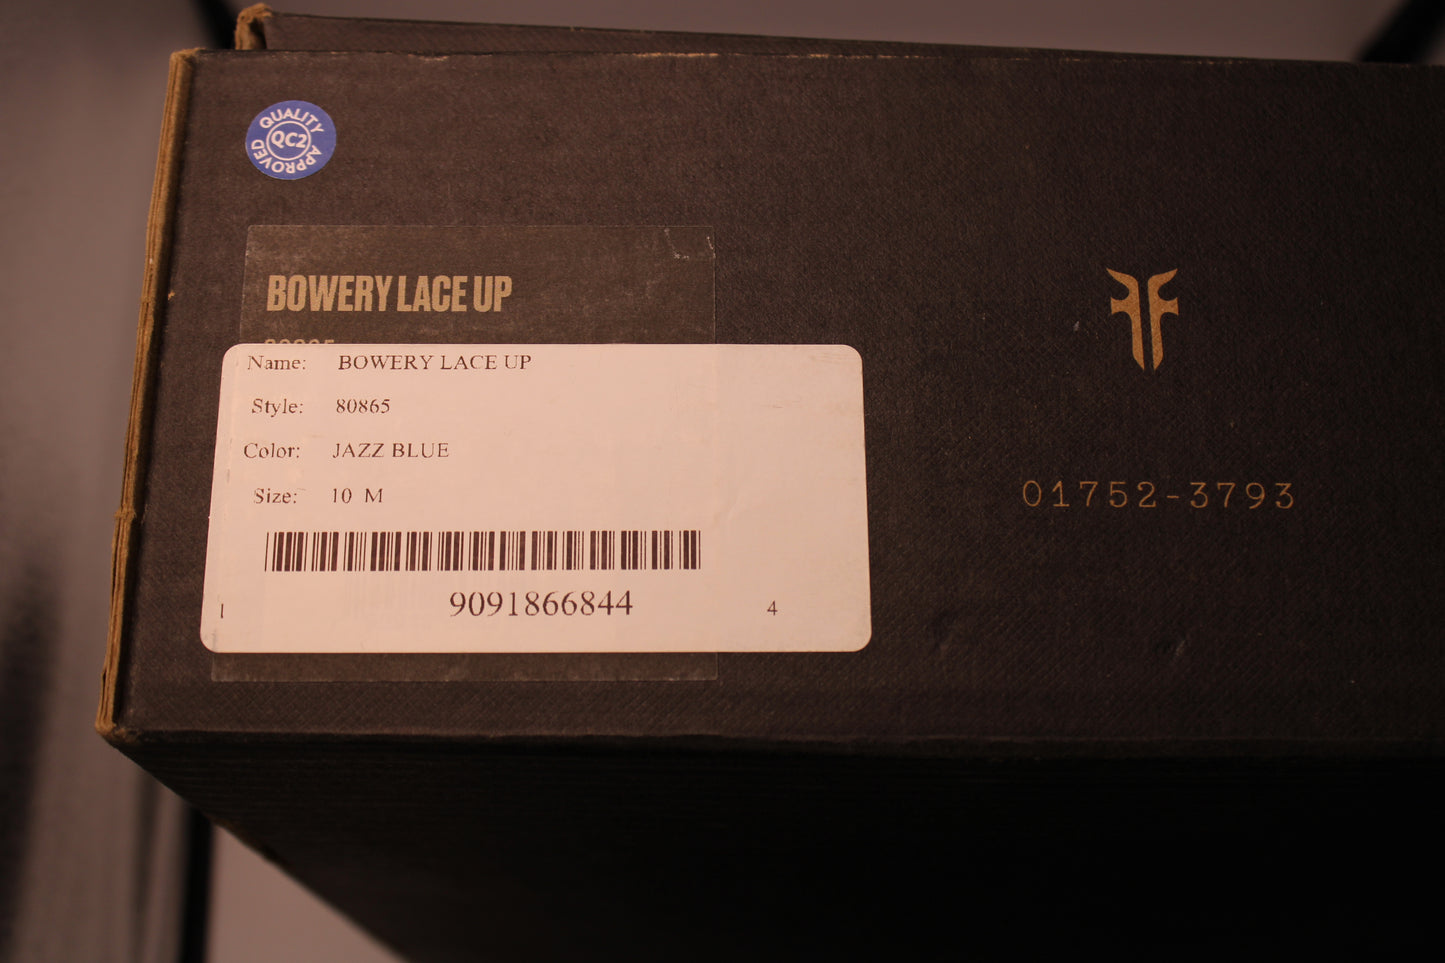 QUALITY
QC2
APPROVED
BOWERY LACE UP
80865
Name: BOWERY LACE UP
Style: 80865
Color: JAZZ BLUE
Size: 10 M
9091866844
1 4
01752-3793